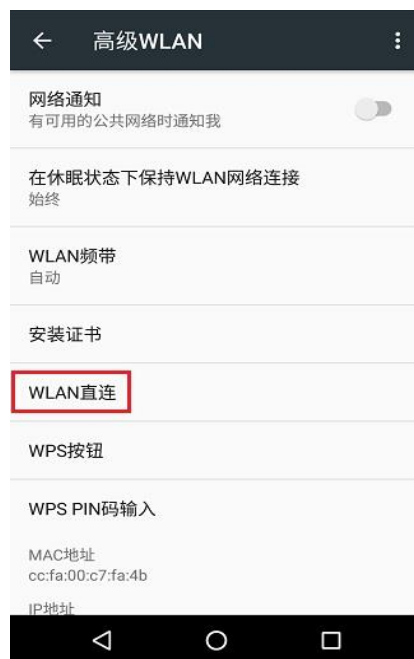 高级WLAN
网络通知
有可用的公共网络时通知我
在休眠状态下保持WLAN网络连接
始终
WLAN频带
自动
安装证书
WLAN直连
WPS按钮
WPS PIN码输入
MAC地址
cc:fa:00:c7:fa:4b
IP地址